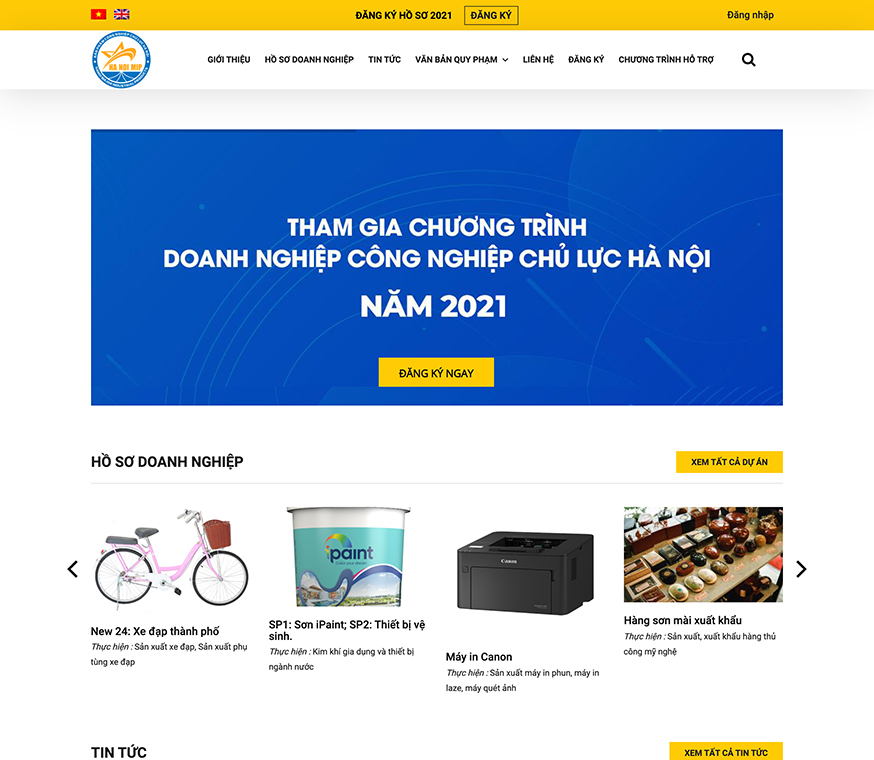 ĐĂNG KÝ HỒ SƠ 2021 ĐĂNG KÝ
Đăng nhập
HA NOI MIP
GIỚI THIỆU HỒ SƠ DOANH NGHIỆP TIN TỨC VĂN BẢN QUY PHẠM LIÊN HỆ ĐĂNG KÝ CHƯƠNG TRÌNH HỖ TRỢ
THAM GIA CHƯƠNG TRÌNH
DOANH NGHIỆP CÔNG NGHIỆP CHỦ LỰC HÀ NỘI
NĂM 2021
ĐĂNG KÝ NGAY
HỒ SƠ DOANH NGHIỆP
XEM TẤT CẢ DỰ ÁN
ipaint
Canon
New 24: Xe đạp thành phố
Thực hiện : Sản xuất xe đạp, Sản xuất phụ
tùng xe đạp
SP1: Sơn iPaint; SP2: Thiết bị vệ
sinh.
Thực hiện : Kim khí gia dụng và thiết bị
ngành nước
Máy in Canon
Thực hiện : Sản xuất máy in phun, máy in
laze, máy quét ảnh
Hàng sơn mài xuất khẩu
Thực hiện : Sản xuất, xuất khẩu hàng thủ
công mỹ nghệ
TIN TỨC
XEM TẤT CẢ TIN TỨC